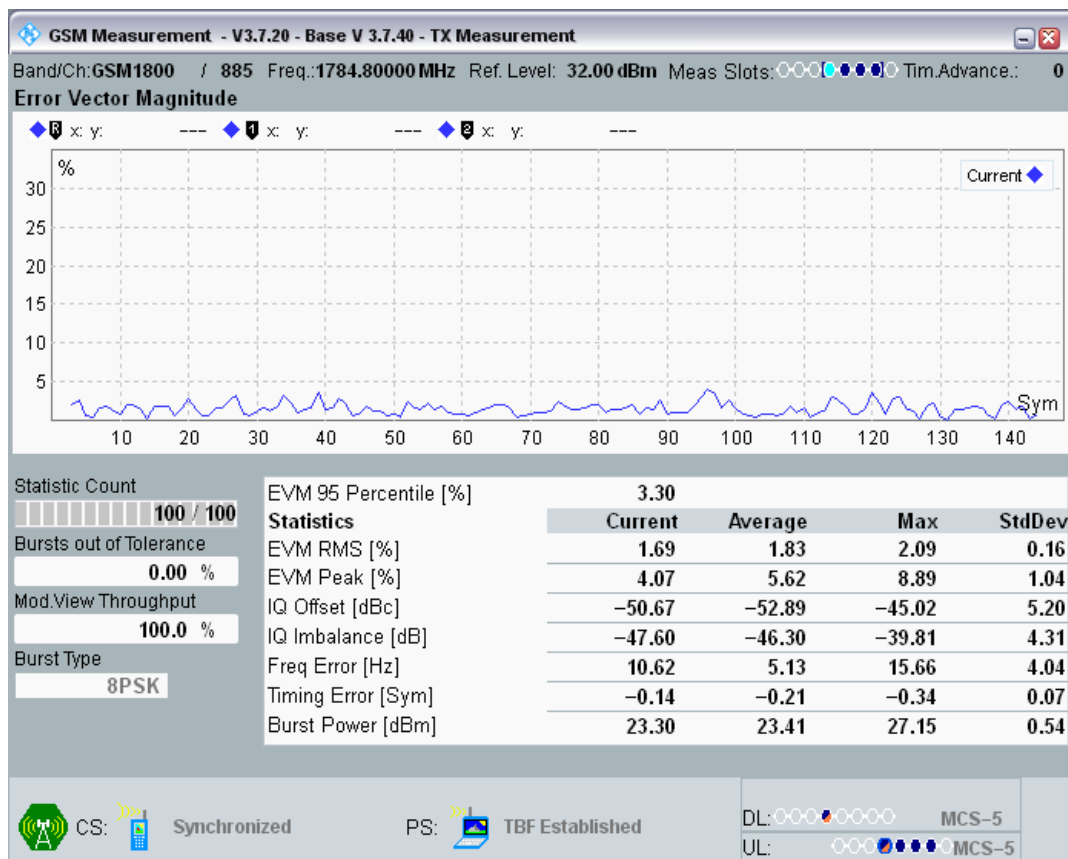 GSM Measurement - V3.7.20 - Base V 3.7.40 - TX Measurement
Band/Ch:GSM1800 / 885 Freq.:1784.80000 MHz Ref. Level: 32.00 dBm Meas Slots: Tim.Advance.: 0
Error Vector Magnitude
R x: y: --- 1 x: y: --- 2 x: y: ---
%
Current
30
25
20
15
10
5
Sym
10 20 30 40 50 60 70 80 90 100 110 120 130 140
Statistic Count
100 / 100
Bursts out of Tolerance
0.00 %
Mod.View Throughput
100.0 %
Burst Type
8PSK
EVM 95 Percentile [%] 3.30
Statistics Current Average Max StdDev
EVM RMS [%] 1.69 1.83 2.09 0.16
EVM Peak [%] 4.07 5.62 8.89 1.04
IQ Offset [dBc] −50.67 −52.89 −45.02 5.20
IQ Imbalance [dB] −47.60 −46.30 −39.81 4.31
Freq Error [Hz] 10.62 5.13 15.66 4.04
Timing Error [Sym] −0.14 −0.21 −0.34 0.07
Burst Power [dBm] 23.30 23.41 27.15 0.54
CS: Synchronized PS: TBF Established
DL: MCS−5
UL: MCS−5